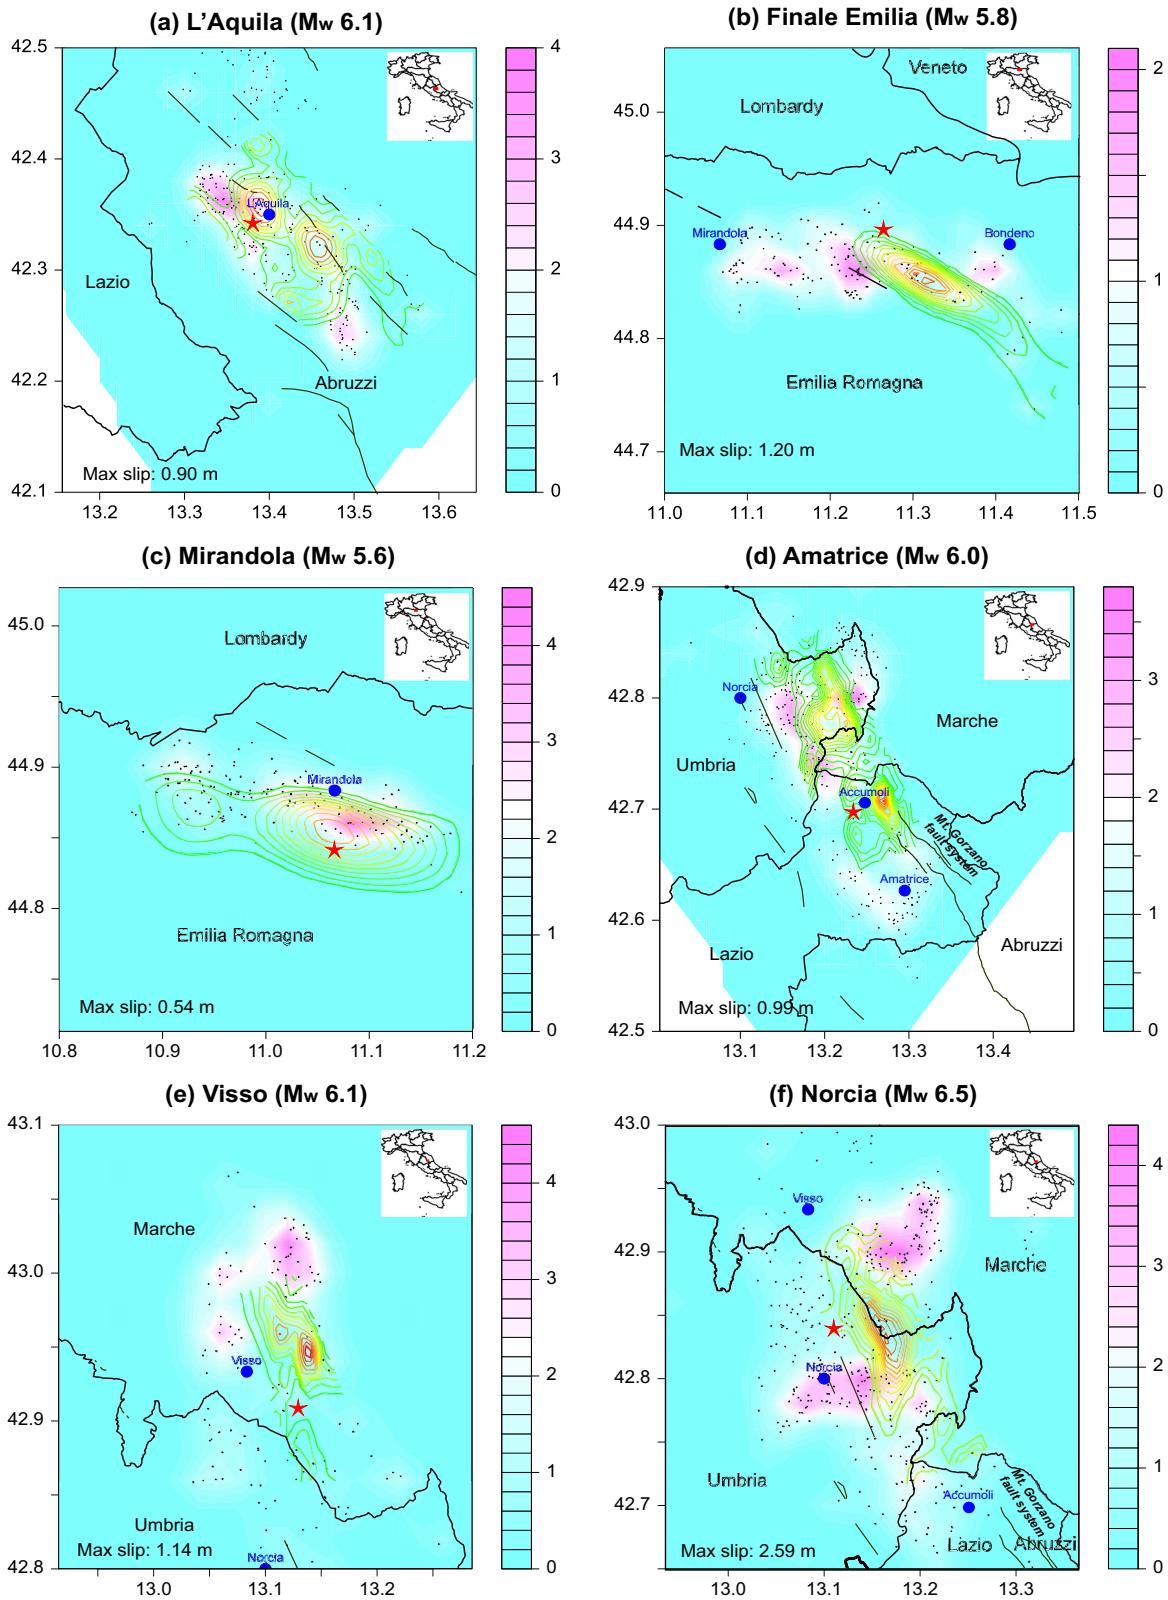 (a) L'Aquila (Mw 6.1)
42.5
42.4
42.3
42.2
42.1
13.2
13.3
13.4
13.5
13.6
4
3
2
1
0
L'Aquila
Lazio
Abruzzi
Max slip: 0.90 m
(b) Finale Emilia (Mw 5.8)
45.0
44.9
44.8
44.7
11.0
11.1
11.2
11.3
11.4
11.5
2
1
0
Veneto
Lombardy
Mirandola
Bondeno
Emilia Romagna
Max slip: 1.20 m
(c) Mirandola (Mw 5.6)
45.0
44.9
44.8
10.8
10.9
11.0
11.1
11.2
4
3
2
1
0
Lombardy
Mirandola
Emilia Romagna
Max slip: 0.54 m
(d) Amatrice (Mw 6.0)
42.9
42.8
42.7
42.6
42.5
13.1
13.2
13.3
13.4
3
2
1
0
Norcia
Marche
Umbria
Accumoli
Mt. Gorzano
fault system
Amatrice
Lazio
Abruzzi
Max slip: 0.99 m
(e) Visso (Mw 6.1)
43.1
43.0
42.9
42.8
13.0
13.1
13.2
4
3
2
1
0
Marche
Visso
Umbria
Max slip: 1.14 m
Norcia
(f) Norcia (Mw 6.5)
43.0
42.9
42.8
42.7
13.0
13.1
13.2
13.3
4
3
2
1
0
Visso
Marche
Norcia
Umbria
Accumoli
Mt. Gorzano
fault system
Lazio
Abruzzi
Max slip: 2.59 m